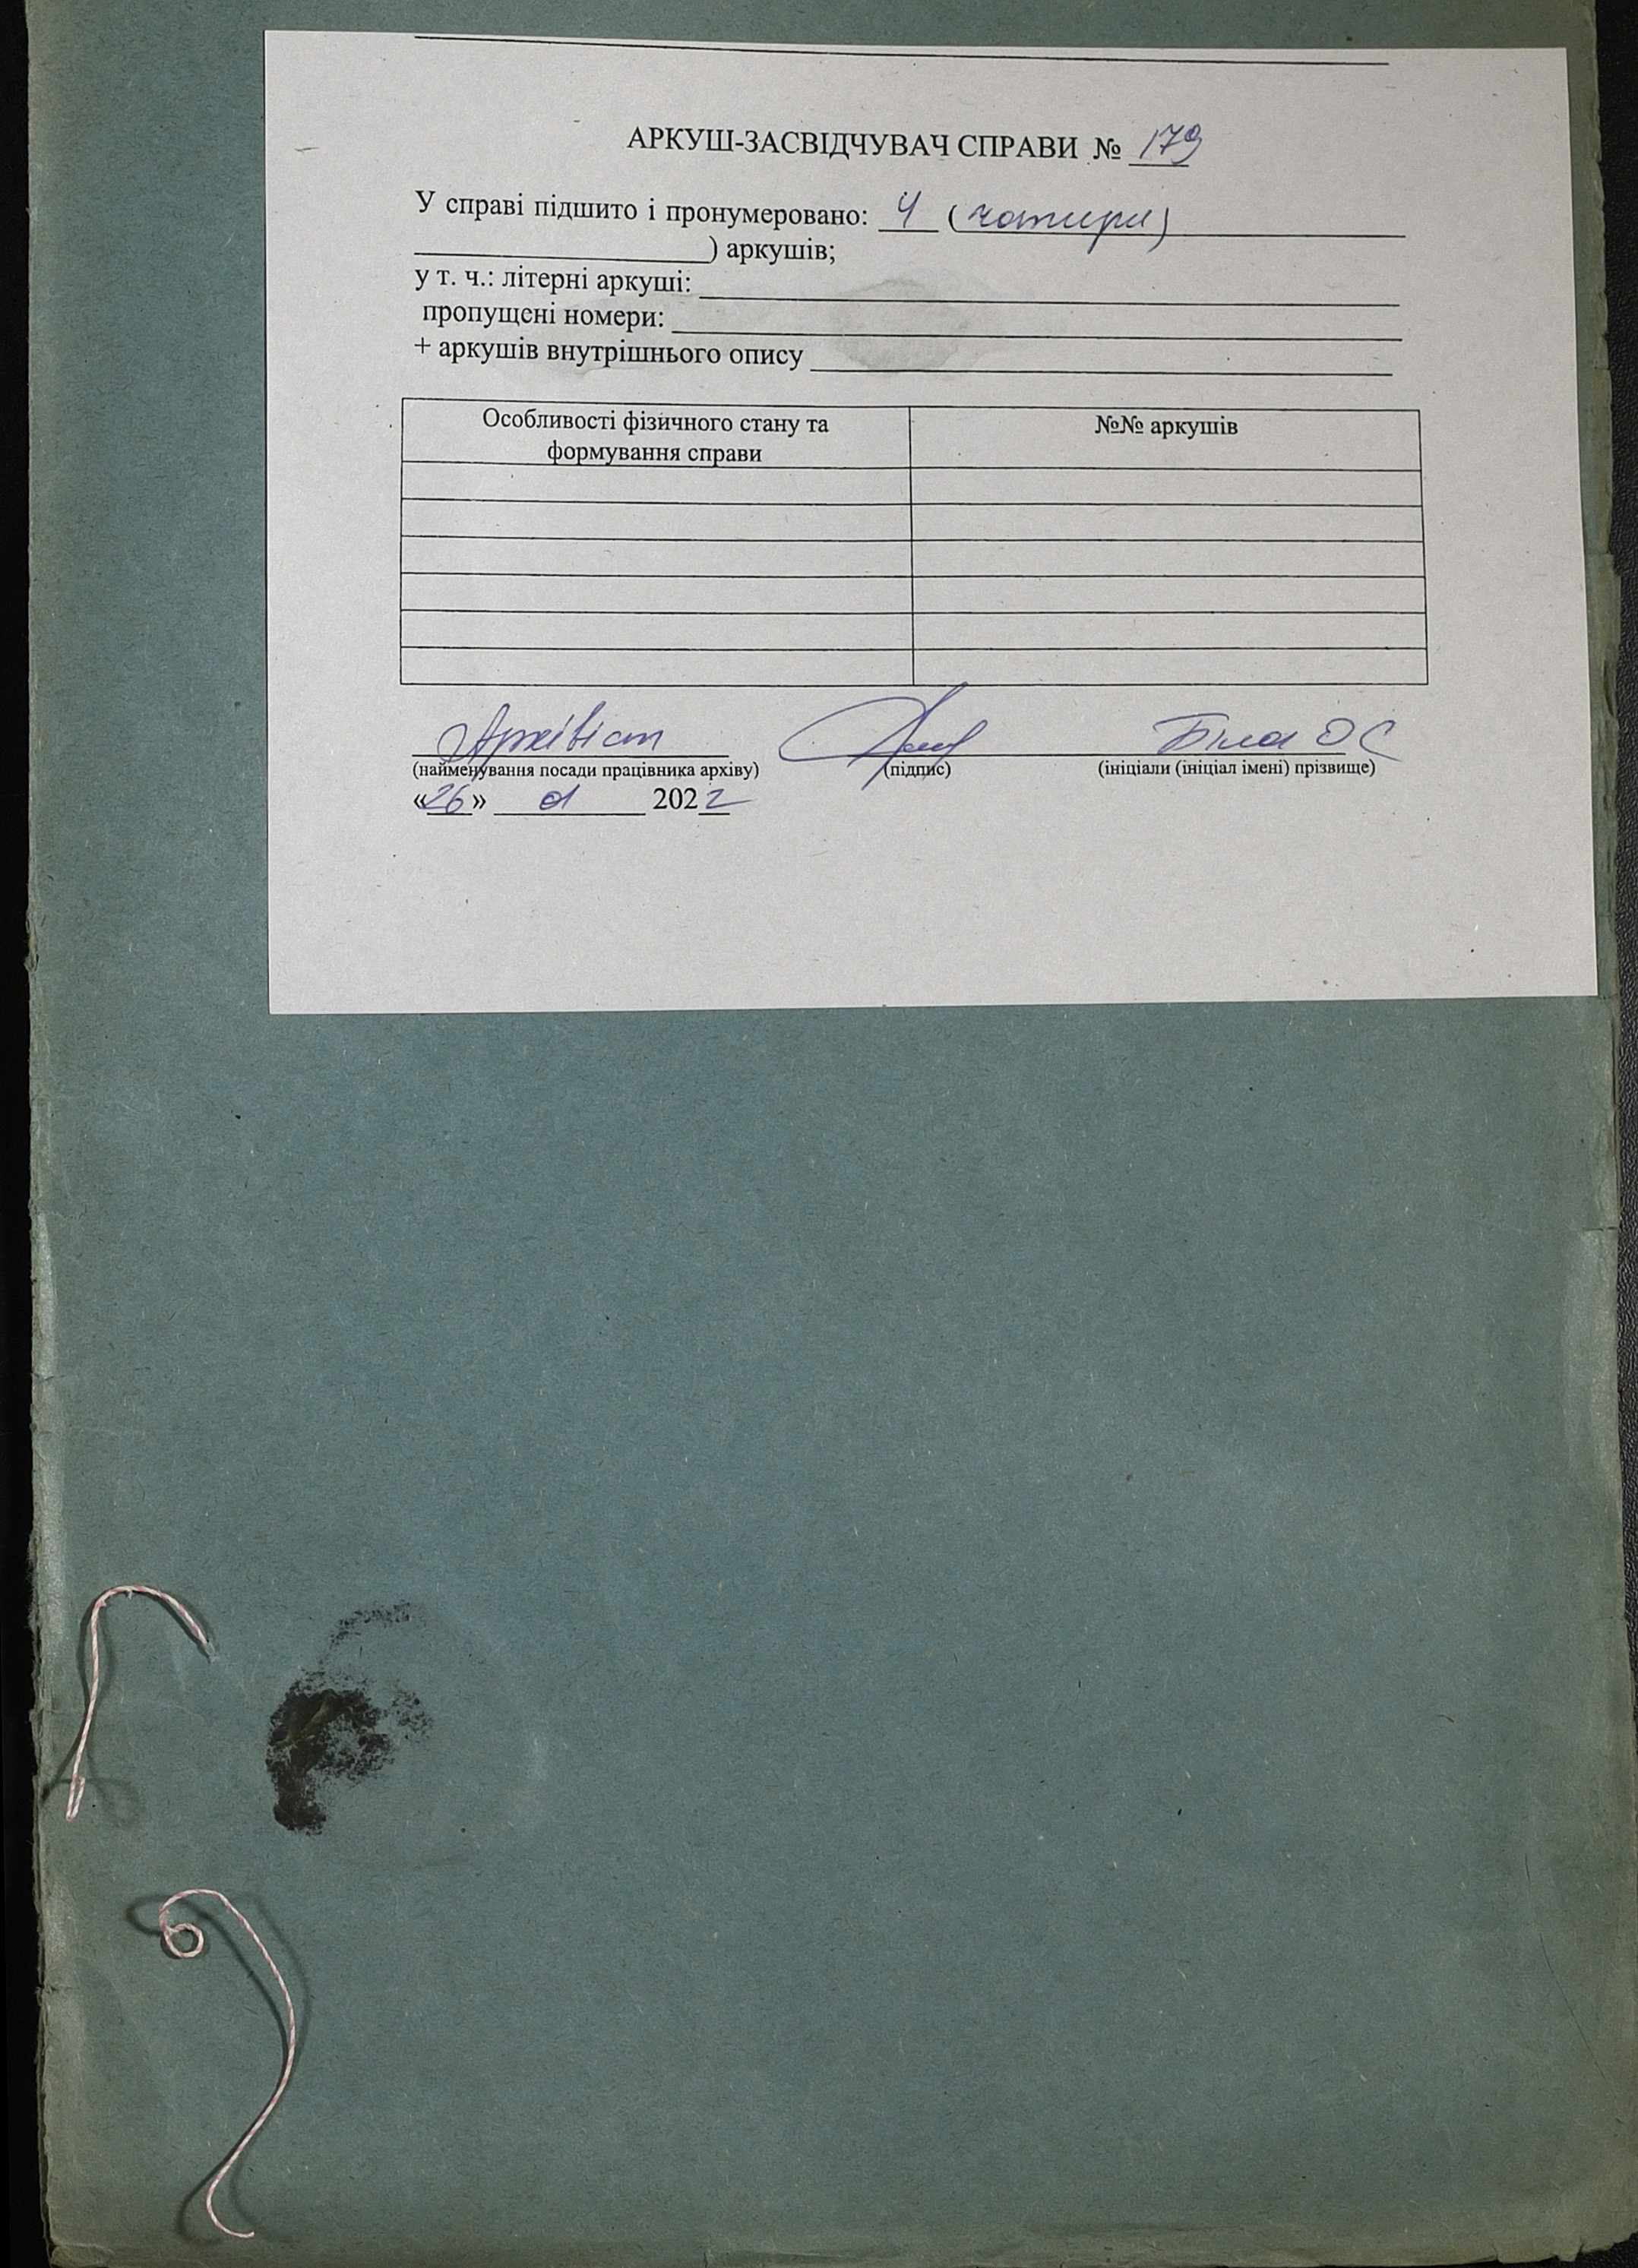 АРКУШ-ЗАСВІДЧУВАЧ СПРАВИ № 179
У справі підшито і пронумеровано: 4 (чотири)
) аркушів;
у т. ч.: літерні аркуші:
пропущені номери:
+ аркушів внутрішнього опису
Особливості фізичного стану та формування справи №№ аркушів
Архівіст Біла О С
(найменування посади працівника архіву) (підпис) (ініціали (ініціал імені) прізвище)
«26» 01 2022